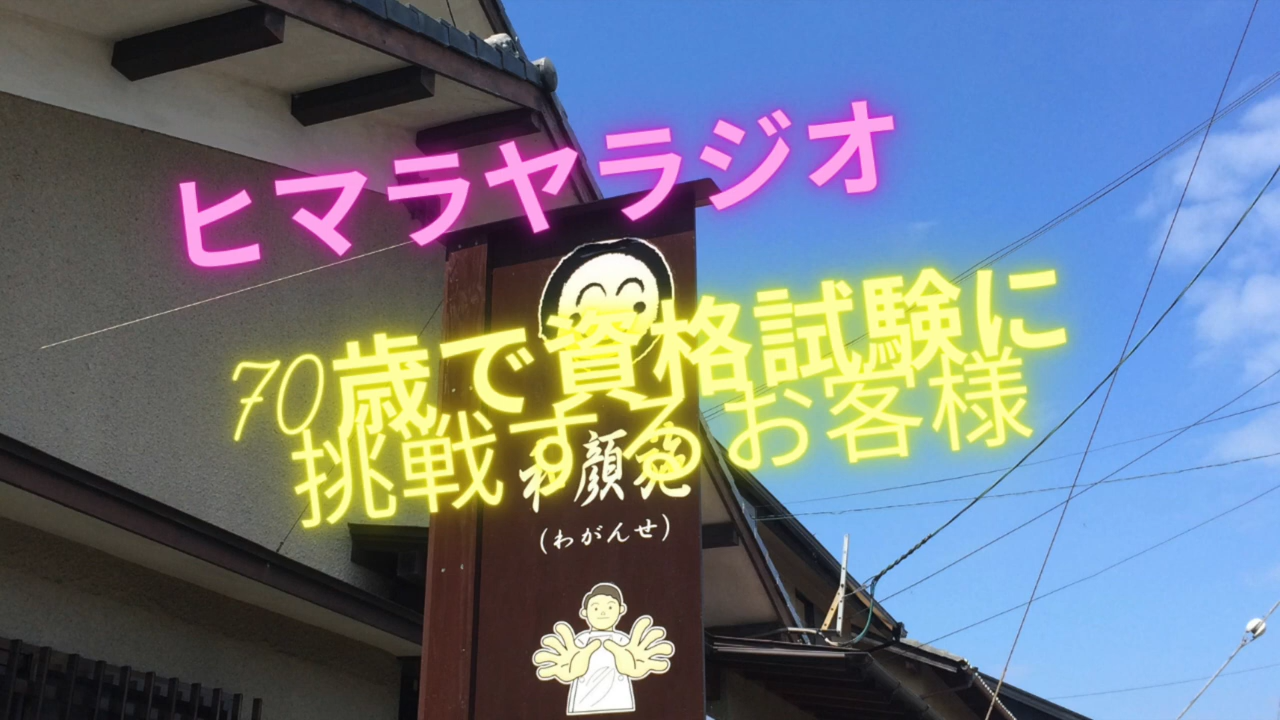 ヒマラヤラジオ
70歳で資格試験に
挑戦するお客様
和顔施
(わがんせ)